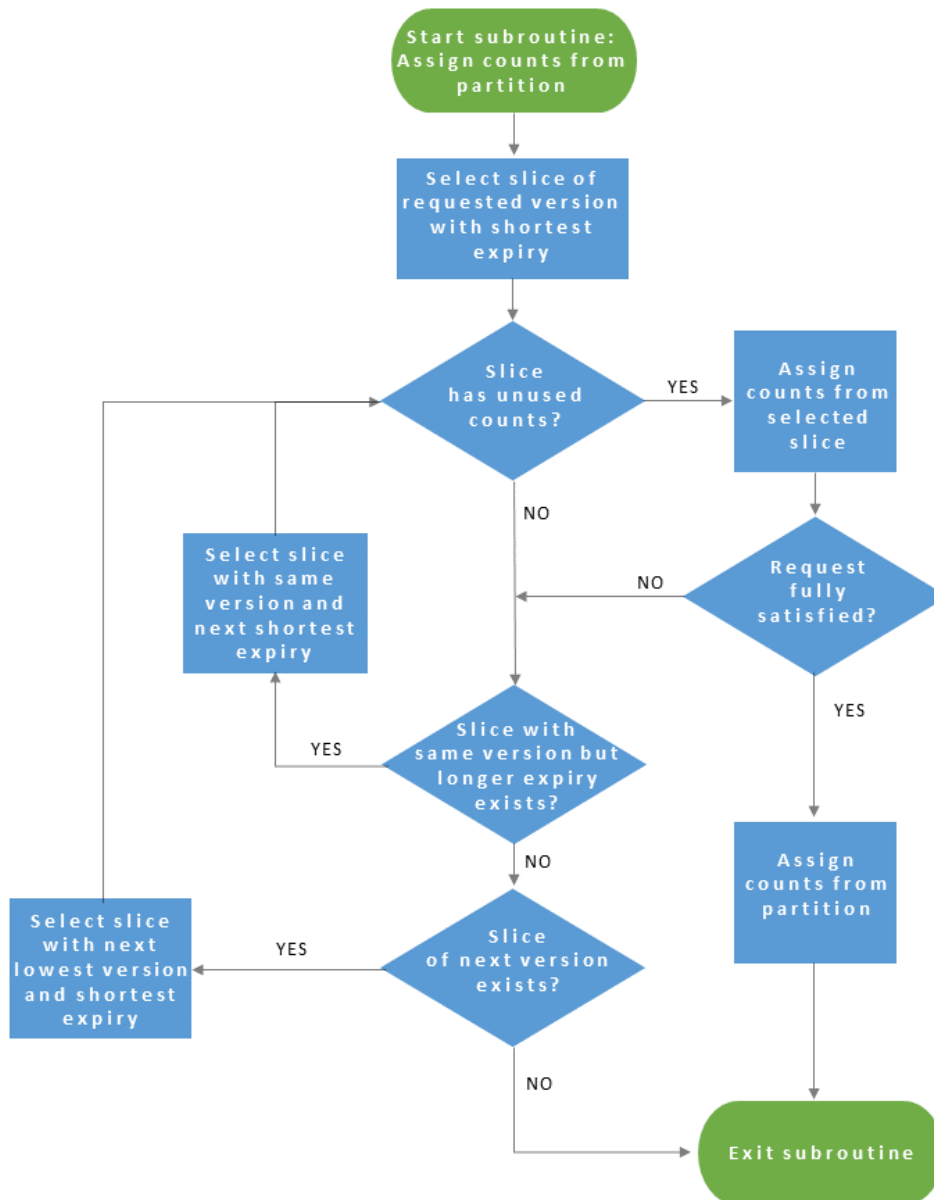 Start subroutine:
Assign counts from
partition
Select slice of
requested version
with shortest
expiry
Slice
has unused
counts?
YES
Assign
counts from
selected
slice
NO
Select slice
with same
version and
next shortest
expiry
NO
Request
fully
satisfied?
YES
Slice with
same version but
longer expiry
exists?
YES
NO
Assign
counts from
partition
Select slice
with next
lowest version
and shortest
expiry
YES
Slice
of next version
exists?
NO
Exit subroutine